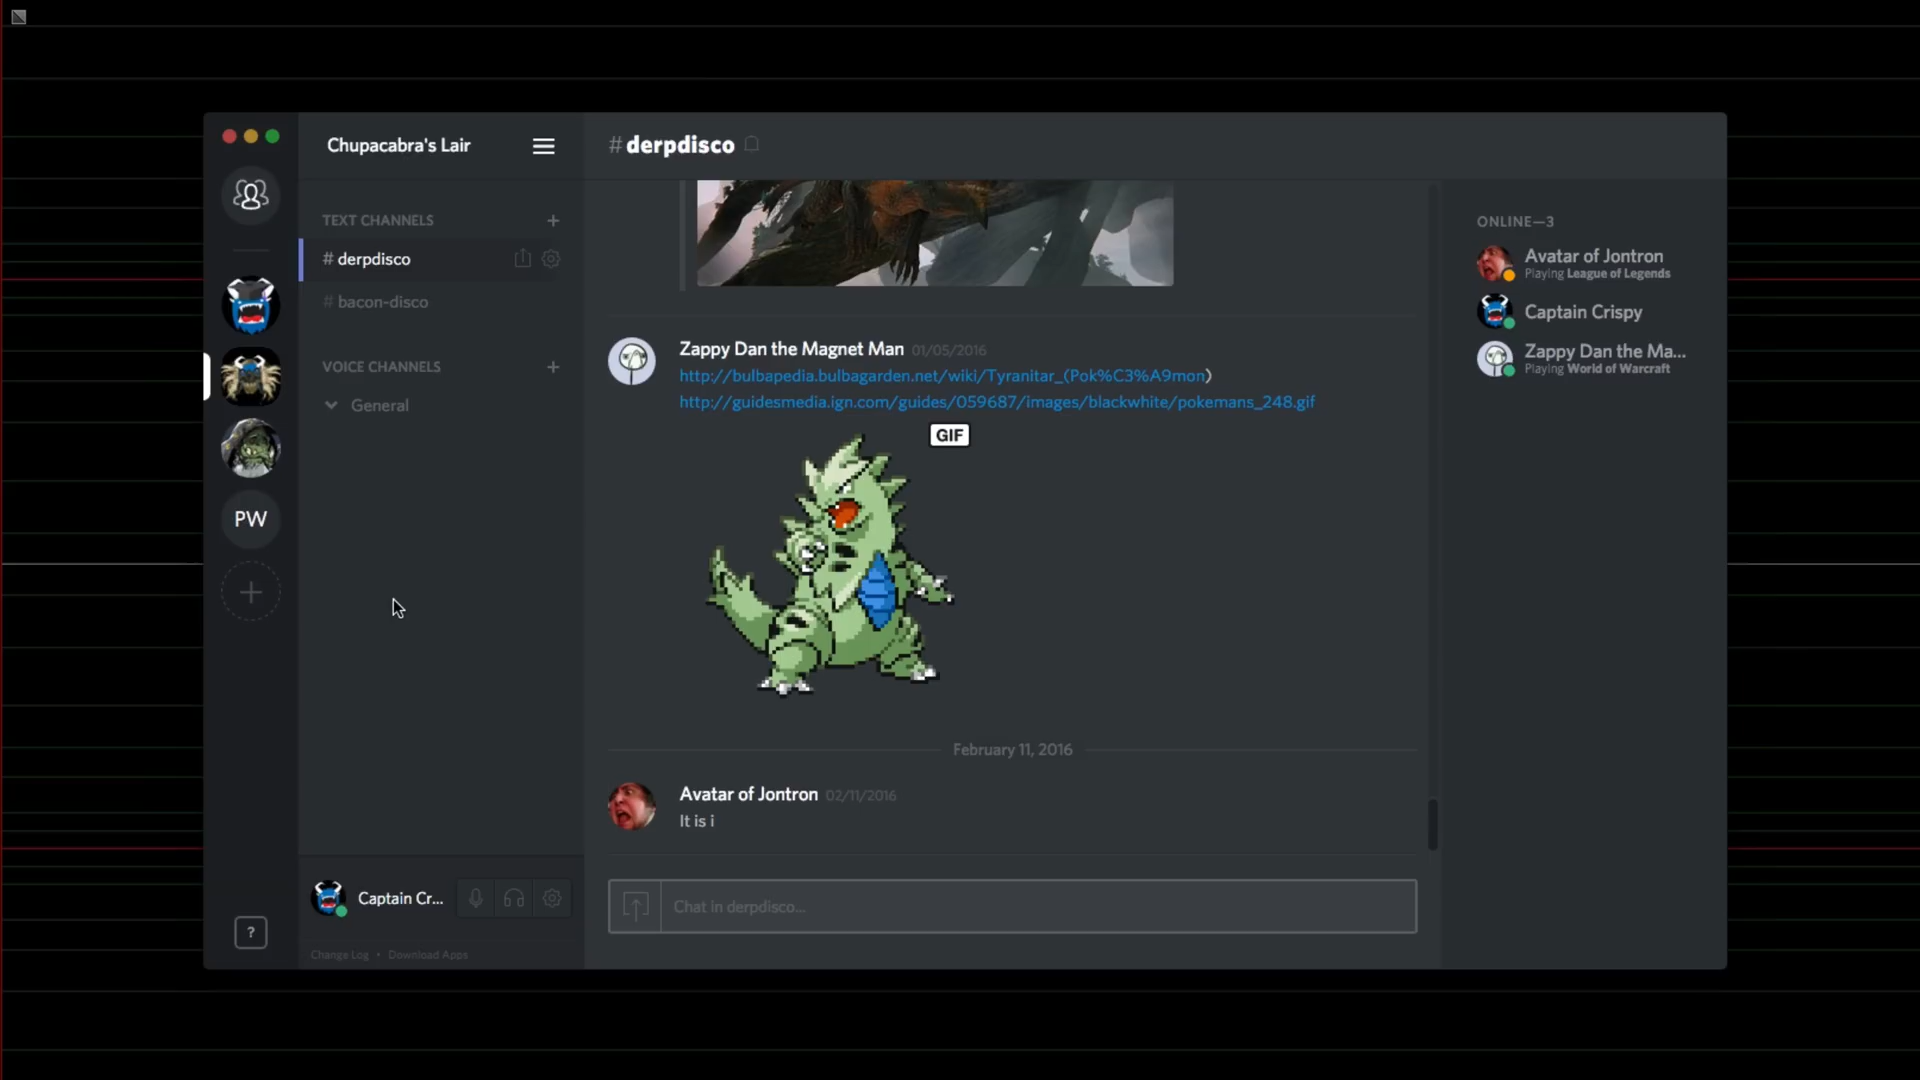 Chupacabra's Lair
#derpdisco
TEXT CHANNELS
# derpdisco
# bacon-disco
VOICE CHANNELS
General
PW
Captain Cr...
?
Change Log • Download Apps
Zappy Dan the Magnet Man 01/05/2016
http://bulbapedia.bulbagarden.net/wiki/Tyranitar_(Pok%C3%A9mon)
http://guidesmedia.ign.com/guides/059687/images/blackwhite/pokemans_248.gif
GIF
February 11, 2016
Avatar of Jontron 02/11/2016
It is i
Chat in derpdisco...
ONLINE—3
Avatar of Jontron
Playing League of Legends
Captain Crispy
Zappy Dan the Ma...
Playing World of Warcraft